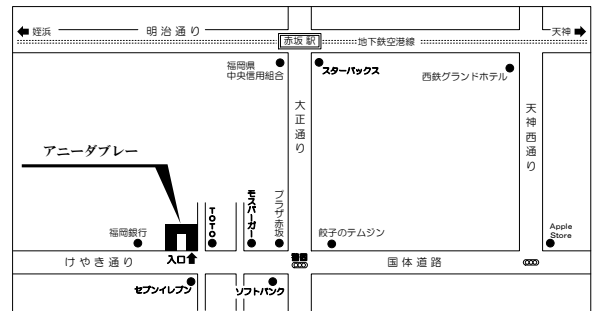 姪浜
明治通り
天神
赤坂駅
地下鉄空港線
福岡県
中央信用組合
スターバックス
西鉄グランドホテル
大正通り
天神西通り
アニーダブレー
TOTO
モスバーガー
プラザ赤坂
福岡銀行
餃子のテムジン
Apple
Store
けやき通り
入口
警固
国体道路
セブンイレブン
ソフトバンク